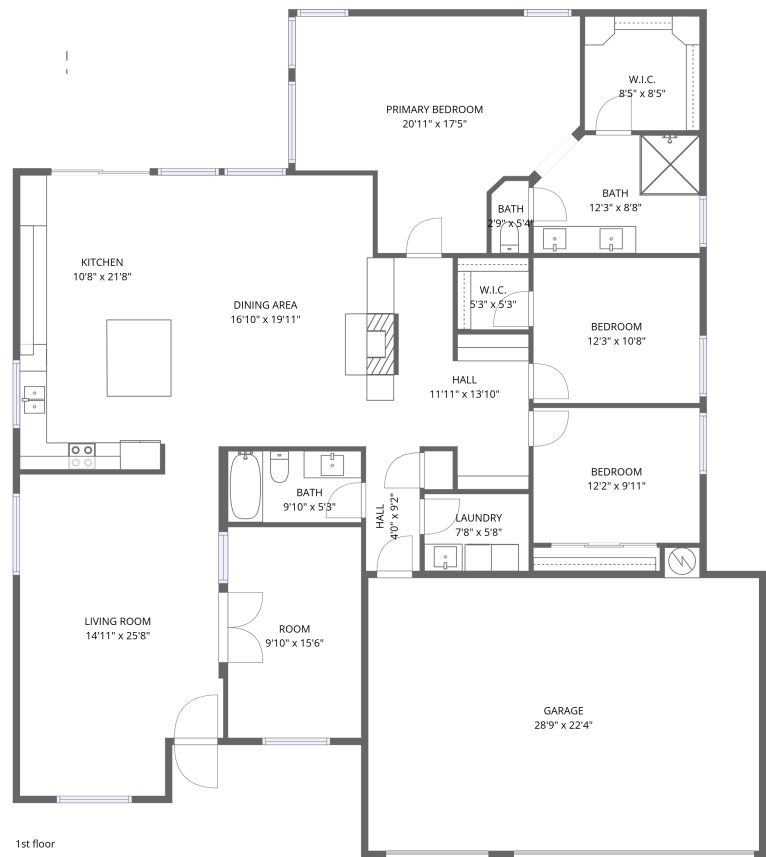 W.I.C.
8'5" x 8'5"
PRIMARY BEDROOM
20'11" x 17'5"
BATH
12'3" x 8'8"
BATH
2'9" x 5'4"
KITCHEN
10'8" x 21'8"
DINING AREA
16'10" x 19'11"
W.I.C.
5'3" x 5'3"
BEDROOM
12'3" x 10'8"
HALL
11'11" x 13'10"
BEDROOM
12'2" x 9'11"
BATH
9'10" x 5'3"
HALL
4'0" x 9'2"
LAUNDRY
7'8" x 5'8"
LIVING ROOM
14'11" x 25'8"
ROOM
9'10" x 15'6"
GARAGE
28'9" x 22'4"
1st floor